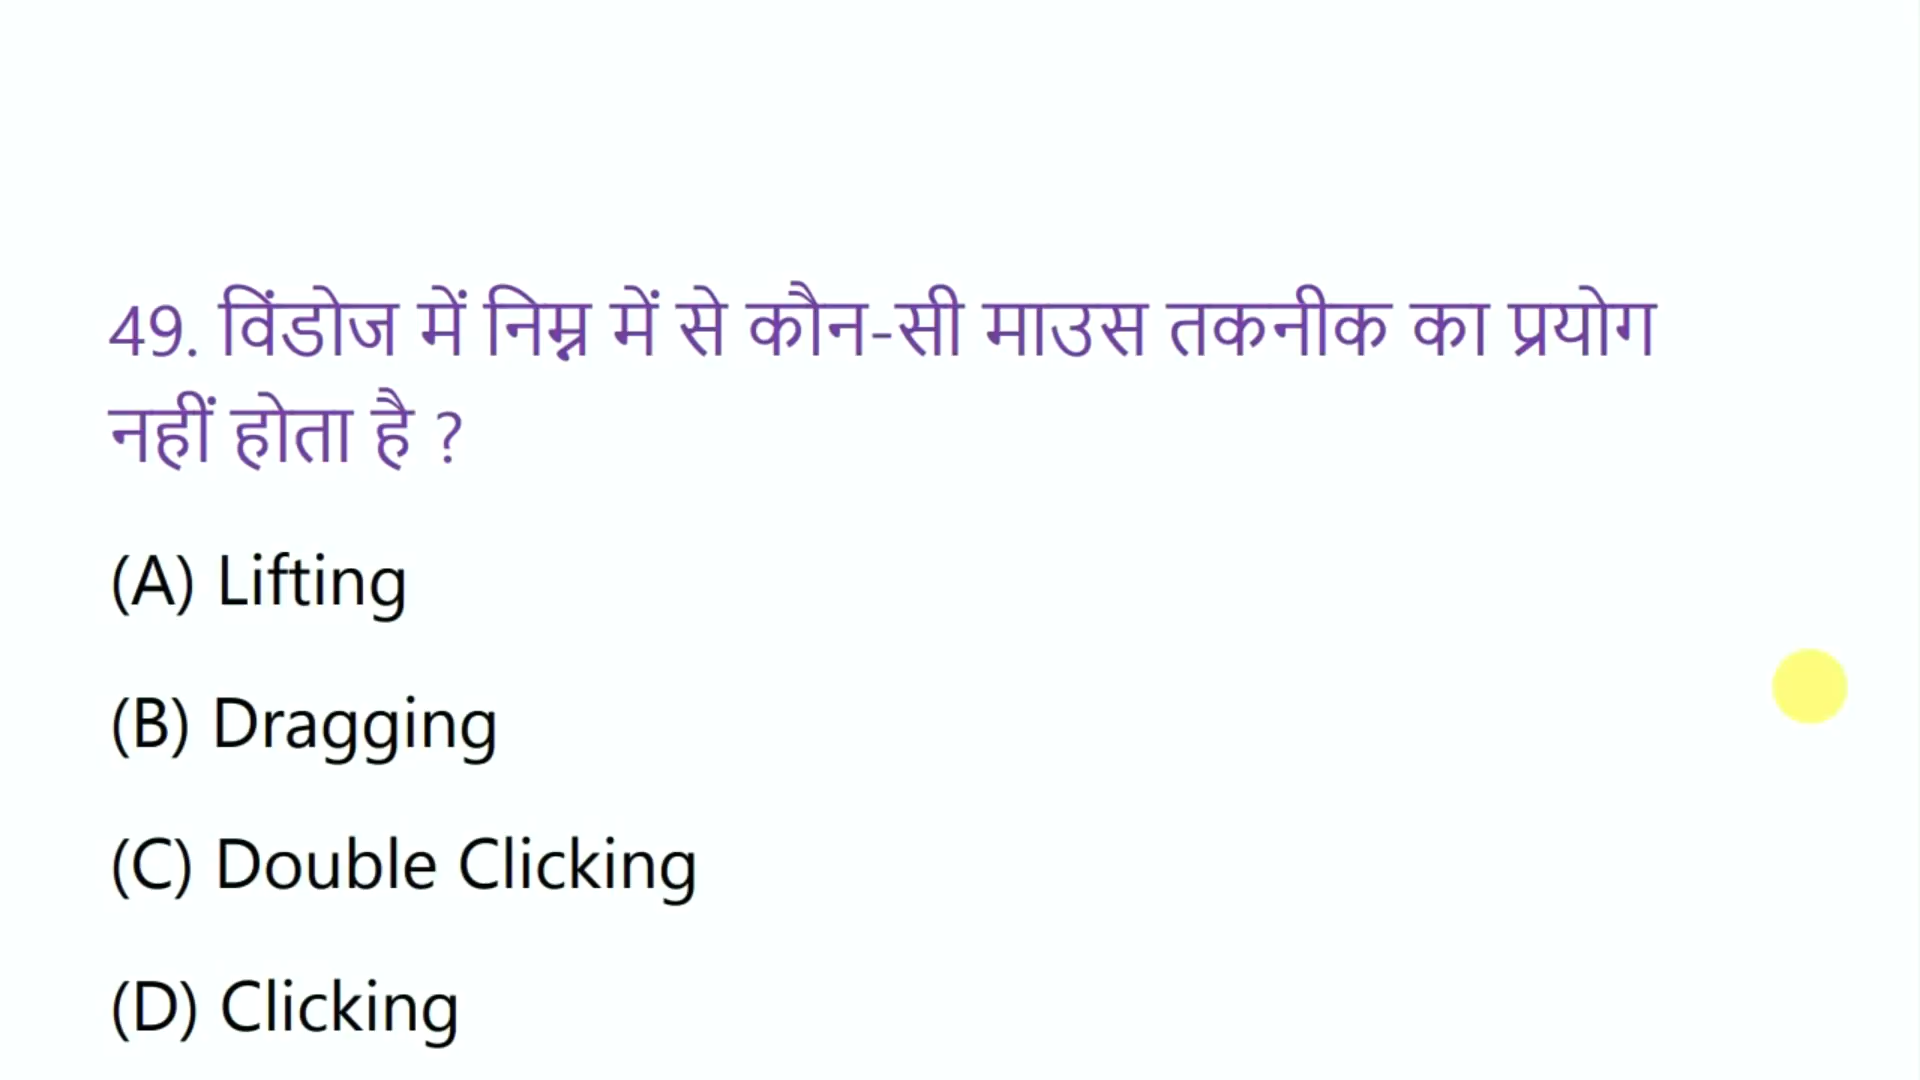 49. विंडोज में निम्न में से कौन-सी माउस तकनीक का प्रयोग
नहीं होता है ?
(A) Lifting
(B) Dragging
(C) Double Clicking
(D) Clicking